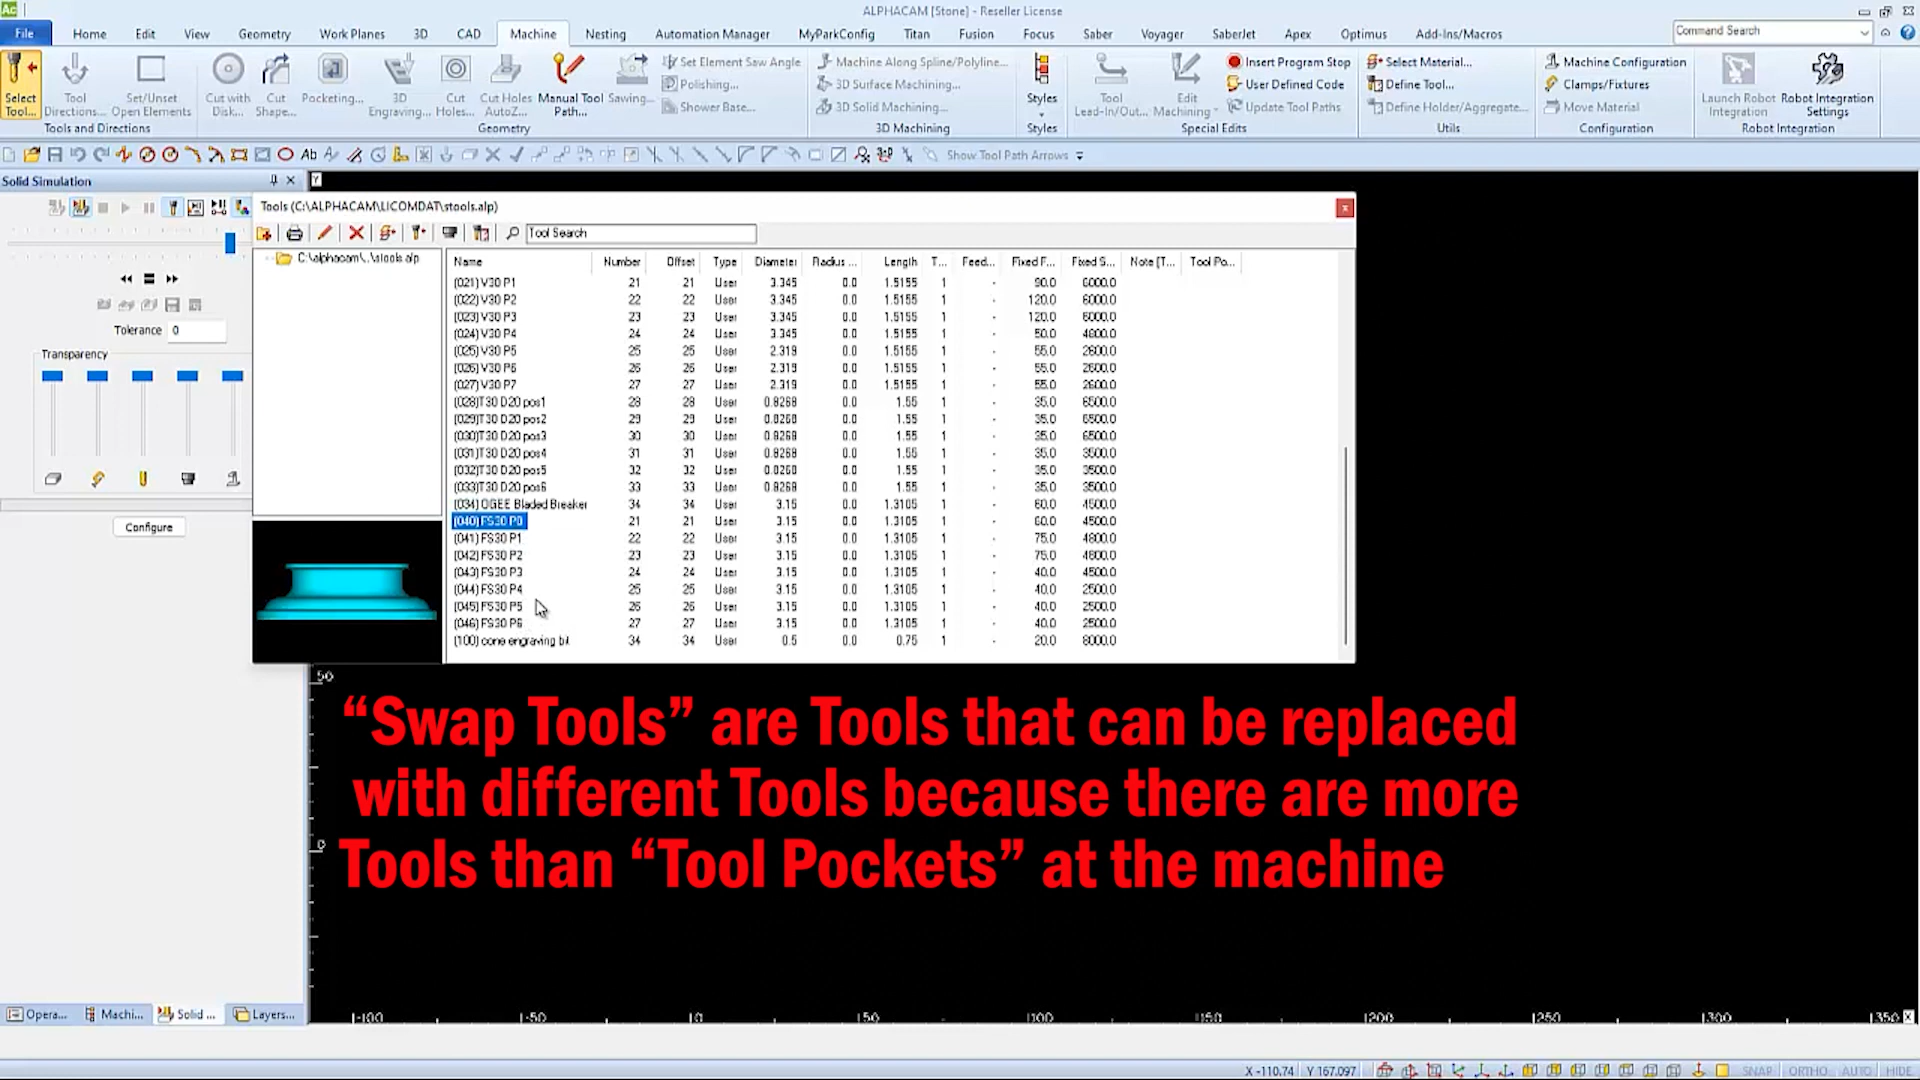 ALPHACAM [Stone] - Reseller License
File Home Edit View Geometry Work Planes 3D CAD Machine Nesting Automation Manager MyParkConfig Titan Fusion Focus Saber Voyager SaberJet Apex Optimus Add-Ins/Macros Command Search
Select Tool... Tool Directions... Set/Unset Open Elements
Tools and Directions
Cut with Disk... Cut Shape... Pocketing... 3D Engraving... Cut Holes... Cut Holes AutoZ... Manual Tool Path... Sawing...
Set Element Saw Angle
Polishing...
Shower Base...
Geometry
Machine Along Spline/Polyline...
3D Surface Machining...
3D Solid Machining...
3D Machining
Styles
Styles
Tool Lead-In/Out... Edit Machining
Insert Program Stop
User Defined Code
Update Tool Paths
Special Edits
Select Material...
Define Tool...
Define Holder/Aggregate...
Utils
Machine Configuration
Clamps/Fixtures
Move Material
Configuration
Launch Robot Integration Robot Integration Settings
Robot Integration
Show Tool Path Arrows
Solid Simulation
Tolerance 0
Transparency
Configure
Tools (C:\ALPHACAM\LICOMDAT\stools.alp)
Tool Search
C:\alphacam\..\stools.alp
Name Number Offset Type Diameter Radius ... Length T... Feed... Fixed F... Fixed S... Note [T... Tool Po...
(021) V30 P1 21 21 User 3.345 0.0 1.5155 1 - 90.0 6000.0
(022) V30 P2 22 22 User 3.345 0.0 1.5155 1 - 120.0 6000.0
(023) V30 P3 23 23 User 3.345 0.0 1.5155 1 - 120.0 6000.0
(024) V30 P4 24 24 User 3.345 0.0 1.5155 1 - 50.0 4800.0
(025) V30 P5 25 25 User 2.319 0.0 1.5155 1 - 55.0 2600.0
(026) V30 P6 26 26 User 2.319 0.0 1.5155 1 - 55.0 2600.0
(027) V30 P7 27 27 User 2.319 0.0 1.5155 1 - 55.0 2600.0
(028)T30 D20 pos1 28 28 User 0.8268 0.0 1.55 1 - 35.0 6500.0
(029)T30 D20 pos2 29 29 User 0.8268 0.0 1.55 1 - 35.0 6500.0
(030)T30 D20 pos3 30 30 User 0.8268 0.0 1.55 1 - 35.0 6500.0
(031)T30 D20 pos4 31 31 User 0.8268 0.0 1.55 1 - 35.0 3500.0
(032)T30 D20 pos5 32 32 User 0.8268 0.0 1.55 1 - 35.0 3500.0
(033)T30 D20 pos6 33 33 User 0.8268 0.0 1.55 1 - 35.0 3500.0
(034) OGEE Bladed Breaker 34 34 User 3.15 0.0 1.3105 1 - 60.0 4500.0
(040) FS30 P0 21 21 User 3.15 0.0 1.3105 1 - 60.0 4500.0
(041) FS30 P1 22 22 User 3.15 0.0 1.3105 1 - 75.0 4800.0
(042) FS30 P2 23 23 User 3.15 0.0 1.3105 1 - 75.0 4800.0
(043) FS30 P3 24 24 User 3.15 0.0 1.3105 1 - 40.0 4500.0
(044) FS30 P4 25 25 User 3.15 0.0 1.3105 1 - 40.0 2500.0
(045) FS30 P5 26 26 User 3.15 0.0 1.3105 1 - 40.0 2500.0
(046) FS30 P6 27 27 User 3.15 0.0 1.3105 1 - 40.0 2500.0
(100) cone engraving bit 34 34 User 0.5 0.0 0.75 1 - 20.0 8000.0
“Swap Tools” are Tools that can be replaced
with different Tools because there are more
Tools than “Tool Pockets” at the machine
50
0
-100 -50 0 50 100 150 200 250 300 350 X
Opera... Machi... Solid ... Layers...
X -110.74 Y 167.097 SNAP ORTHO AUTO HIDE